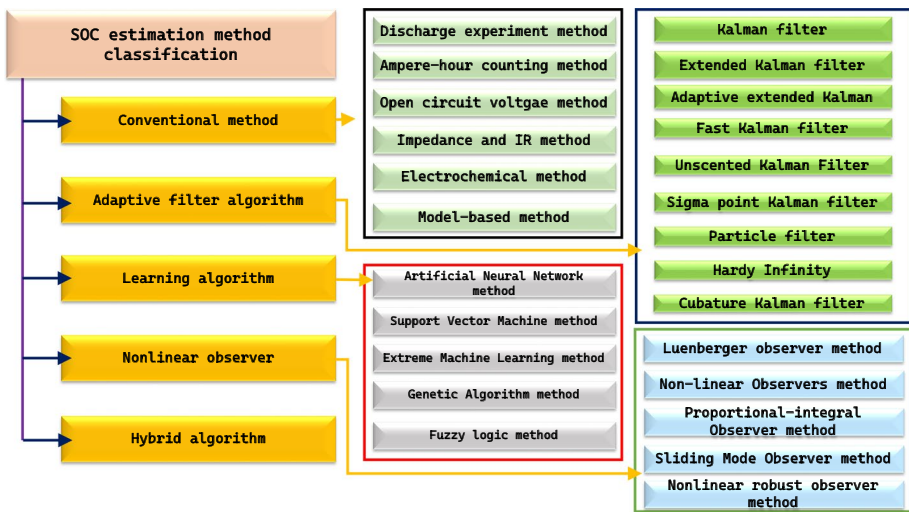 SOC estimation method
classification
Conventional method
Adaptive filter algorithm
Learning algorithm
Nonlinear observer
Hybrid algorithm
Discharge experiment method
Ampere-hour counting method
Open circuit voltgae method
Impedance and IR method
Electrochemical method
Model-based method
Artificial Neural Network
method
Support Vector Machine method
Extreme Machine Learning method
Genetic Algorithm method
Fuzzy logic method
Kalman filter
Extended Kalman filter
Adaptive extended Kalman
Fast Kalman filter
Unscented Kalman Filter
Sigma point Kalman filter
Particle filter
Hardy Infinity
Cubature Kalman filter
Luenberger observer method
Non-linear Observers method
Proportional-integral
Observer method
Sliding Mode Observer method
Nonlinear robust observer
method